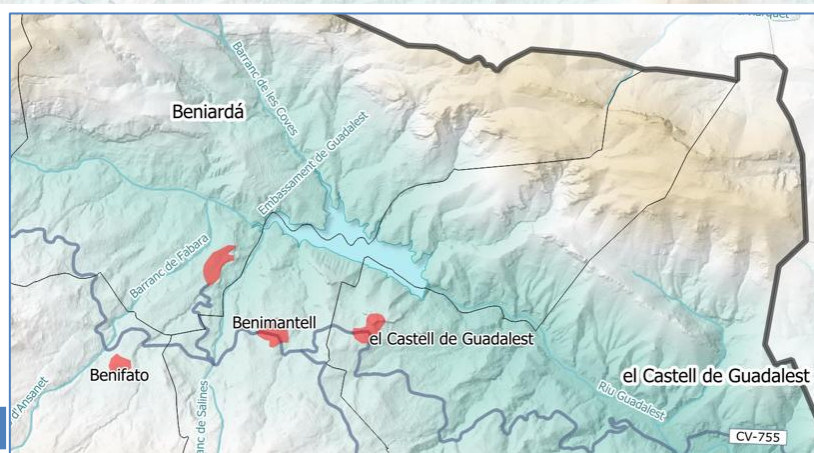 Barranc de les Coves
Beniardá
Embassament de Guadalest
Barranc de Fabara
Benimantell
el Castell de Guadalest
Benifato
el Castell de Guadalest
Riu Guadalest
d'Ansanet
anc de Salines
CV-755